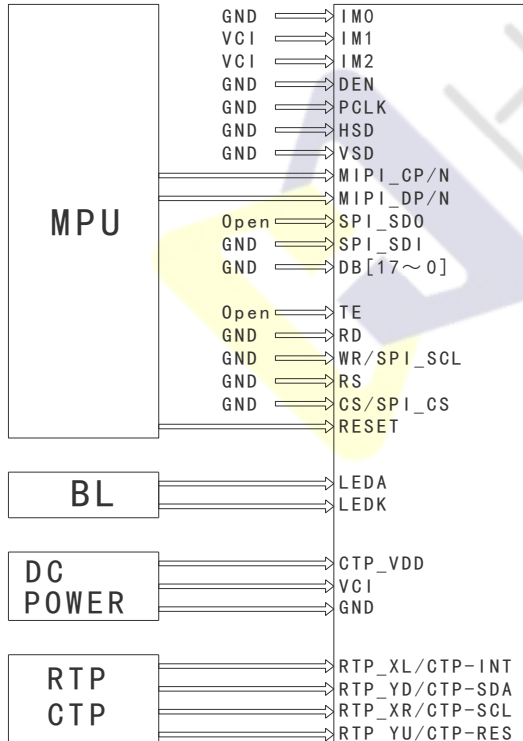 GND IM0
VCI IM1
VCI IM2
GND DEN
GND PCLK
GND HSD
GND VSD
MIPI_CP/N
MIPI_DP/N
MPU
Open SPI_SDO
GND SPI_SDI
GND DB[17～0]
Open TE
GND RD
GND WR/SPI_SCL
GND RS
GND CS/SPI_CS
RESET
BL
LEDA
LEDK
DC
POWER
CTP_VDD
VCI
GND
RTP
CTP
RTP_XL/CTP-INT
RTP_YD/CTP-SDA
RTP_XR/CTP-SCL
RTP_YU/CTP-RES